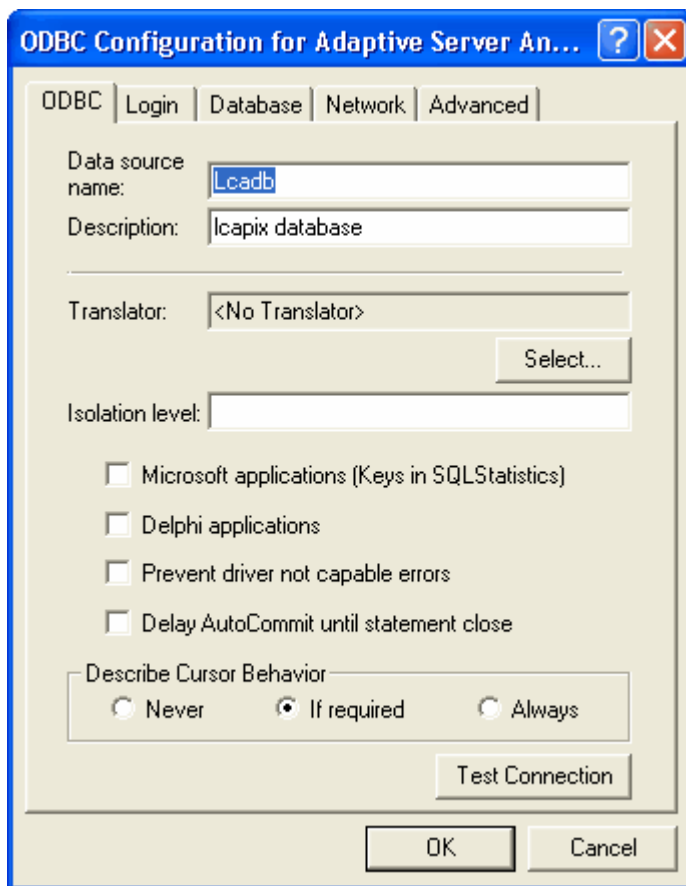 ODBC Configuration for Adaptive Server An...
ODBC Login Database Network Advanced
Data source name:
Lcadb
Description: lcapix database
Translator: <No Translator>
Select...
Isolation level:
Microsoft applications (Keys in SQLStatistics)
Delphi applications
Prevent driver not capable errors
Delay AutoCommit until statement close
Describe Cursor Behavior
Never If required Always
Test Connection
OK Cancel